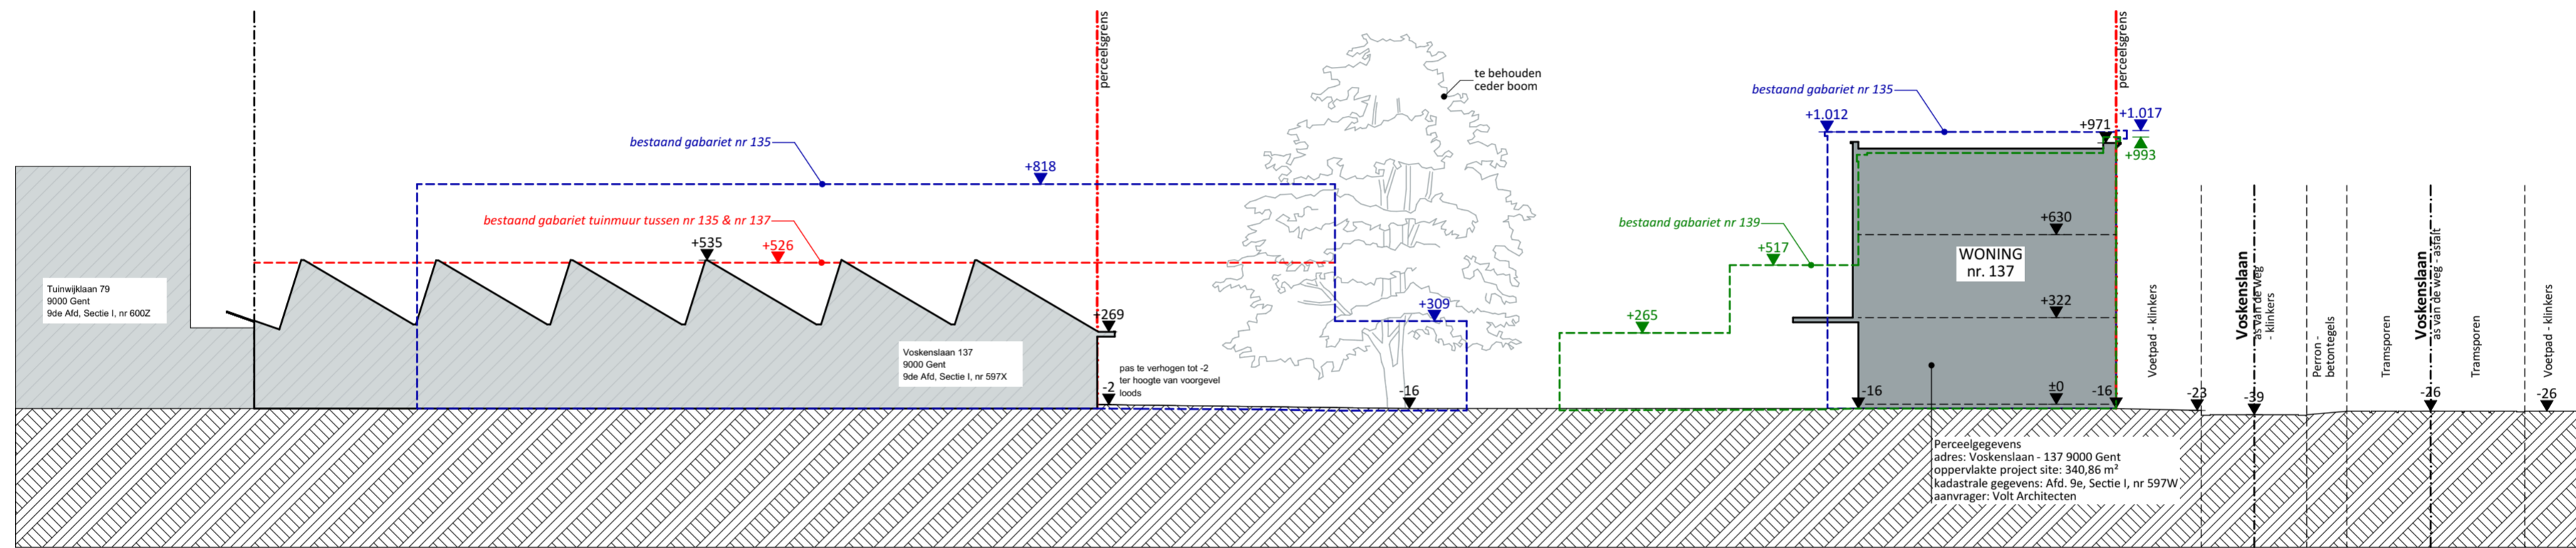 perceelsgrens
te behouden
ceder boom
bestaand gabariet nr 135
+818
bestaand gabariet tuinmuur tussen nr 135 & nr 137
+535
+526
Tuinwijklaan 79
9000 Gent
9de Afd, Sectie I, nr 600Z
Voskenslaan 137
9000 Gent
9de Afd, Sectie I, nr 597X
+269
-2
pas te verhogen tot -2
ter hoogte van voorgevel
loods
+309
-16
bestaand gabariet nr 135
+1.012
perceelsgrens
+971
+1.017
+993
bestaand gabariet nr 139
+517
+265
+630
WONING
nr. 137
+322
±0
-16
-16
Perceelgegevens
adres: Voskenslaan - 137 9000 Gent
oppervlakte project site: 340,86 m²
kadastrale gegevens: Afd. 9e, Sectie I, nr 597W
aanvrager: Volt Architecten
Voetpad - klinkers
-23
Voskenslaan
as van de weg
- klinkers
-39
Perron -
betontegels
Tramsporen
Voskenslaan
as van de weg - asfalt
-26
Tramsporen
Voetpad - klinkers
-26